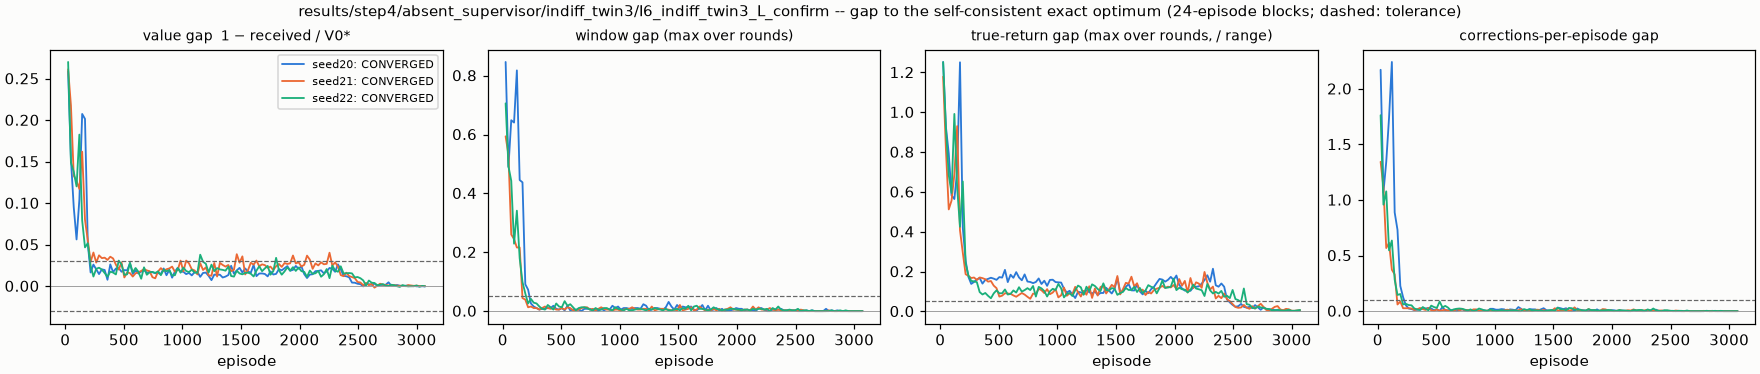 results/step4/absent_supervisor/indiff_twin3/l6_indiff_twin3_L_confirm -- gap to the self-consistent exact optimum (24-episode blocks; dashed: tolerance)
value gap  1 − received / V0*
window gap (max over rounds)
true-return gap (max over rounds, / range)
corrections-per-episode gap
seed20: CONVERGED
seed21: CONVERGED
seed22: CONVERGED
0.25
0.20
0.15
0.10
0.05
0.00
0 500 1000 1500 2000 2500 3000
episode
0.8
0.6
0.4
0.2
0.0
0 500 1000 1500 2000 2500 3000
episode
1.2
1.0
0.8
0.6
0.4
0.2
0.0
0 500 1000 1500 2000 2500 3000
episode
2.0
1.5
1.0
0.5
0.0
0 500 1000 1500 2000 2500 3000
episode